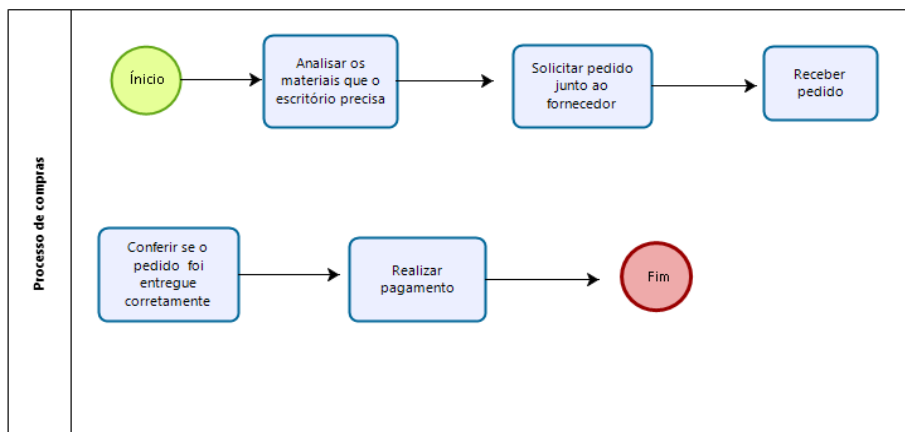 Processo de compras
Ínicio
Analisar os
materiais que o
escritório precisa
Solicitar pedido
junto ao
fornecedor
Receber
pedido
Conferir se o
pedido foi
entregue
corretamente
Realizar
pagamento
Fim